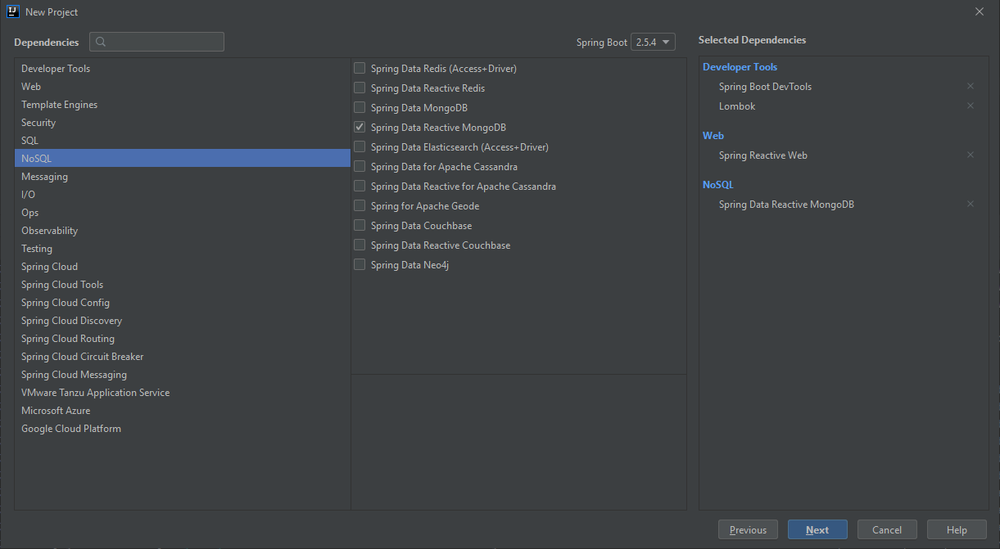 New Project
Dependencies
Spring Boot 2.5.4
Selected Dependencies
Developer Tools
Web
Template Engines
Security
SQL
NoSQL
Messaging
I/O
Ops
Observability
Testing
Spring Cloud
Spring Cloud Tools
Spring Cloud Config
Spring Cloud Discovery
Spring Cloud Routing
Spring Cloud Circuit Breaker
Spring Cloud Messaging
VMware Tanzu Application Service
Microsoft Azure
Google Cloud Platform
Spring Data Redis (Access+Driver)
Spring Data Reactive Redis
Spring Data MongoDB
Spring Data Reactive MongoDB
Spring Data Elasticsearch (Access+Driver)
Spring Data for Apache Cassandra
Spring Data Reactive for Apache Cassandra
Spring for Apache Geode
Spring Data Couchbase
Spring Data Reactive Couchbase
Spring Data Neo4j
Developer Tools
Spring Boot DevTools
Lombok
Web
Spring Reactive Web
NoSQL
Spring Data Reactive MongoDB
Previous
Next
Cancel
Help